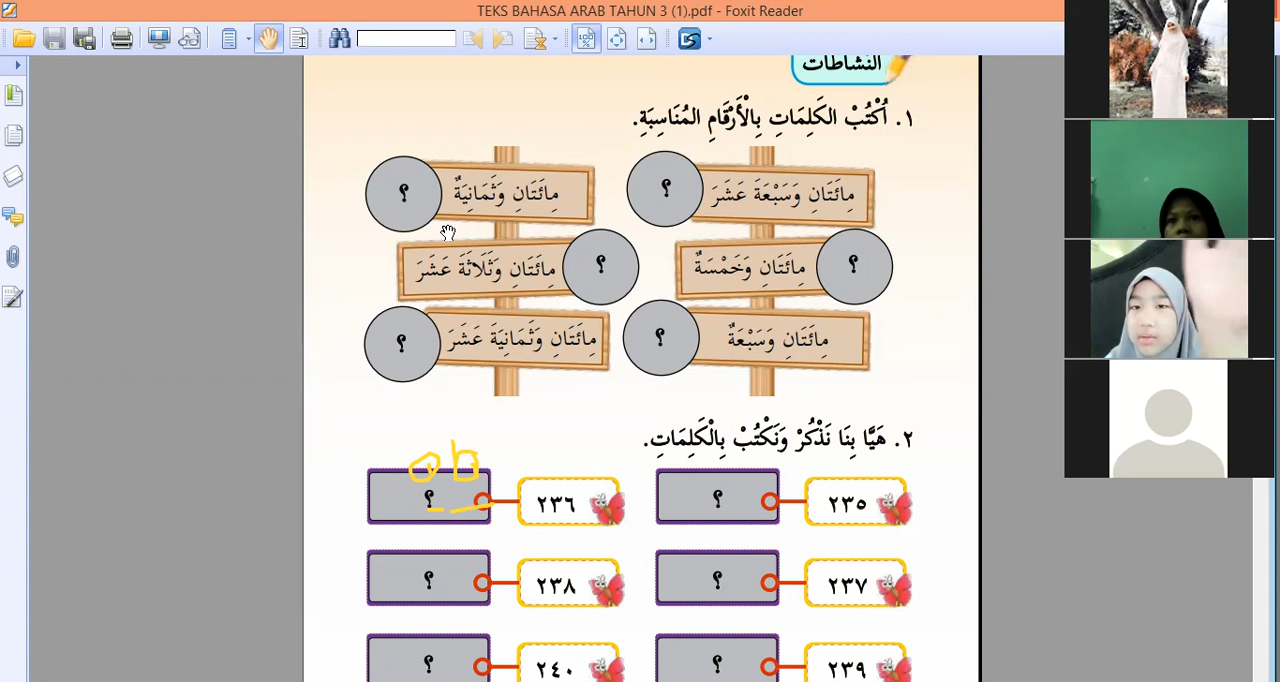 TEKS BAHASA ARAB TAHUN 3 (1).pdf - Foxit Reader
النشاطات
١. اُكْتُبْ الكَلِمَاتِ بِالْأَرْقَامِ المُنَاسِبَةِ.
مِائَتَانِ وَسَبْعَةَ عَشَرَ ؟
مِائَتَانِ وَثَمَانِيَةٌ ؟
؟ مِائَتَانِ وَخَمْسَةٌ
؟ مِائَتَانِ وَثَلَاثَةَ عَشَرَ
مِائَتَانِ وَسَبْعَةٌ ؟
مِائَتَانِ وَثَمَانِيَةَ عَشَرَ ؟
٢. هَيَّا بِنَا نَذْكُرْ وَنَكْتُبْ بِالْكَلِمَاتِ.
٢٣٥ ؟
٢٣٦ ؟
٢٣٧ ؟
٢٣٨ ؟
٢٣٩ ؟
٢٤٠ ؟